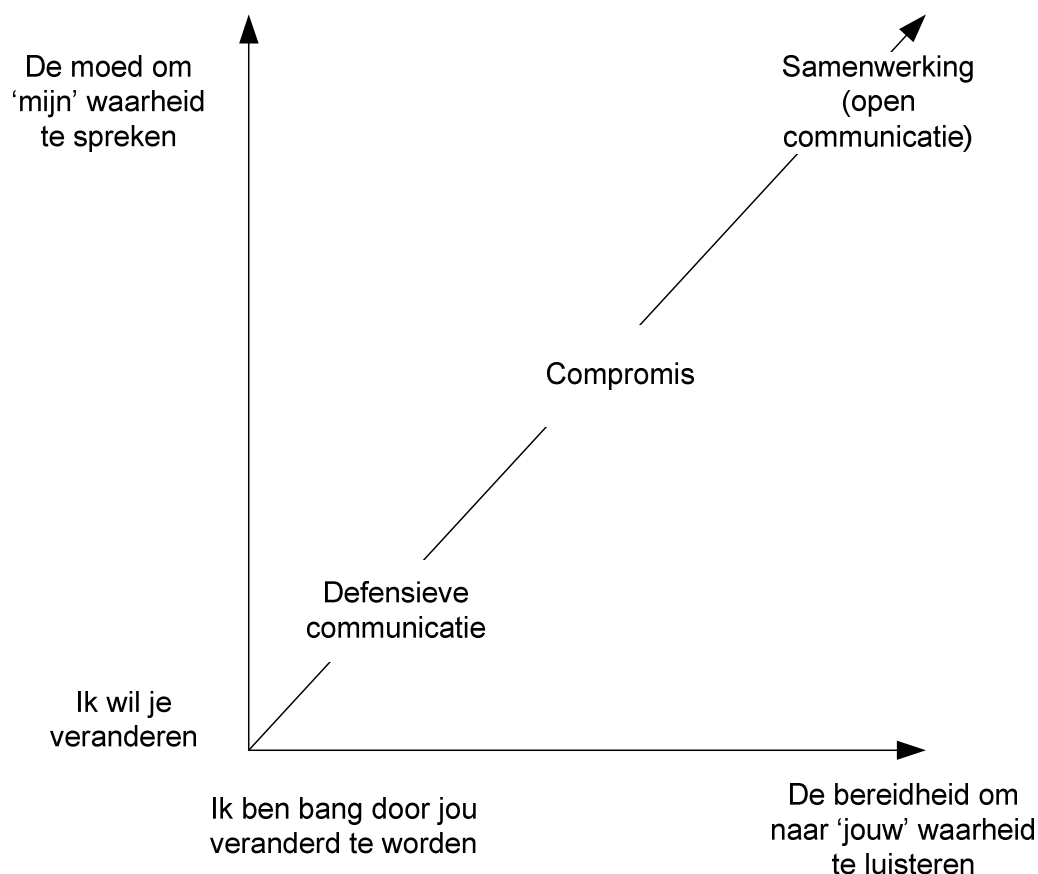 De moed om
‘mijn’ waarheid
te spreken
Samenwerking
(open
communicatie)
Compromis
Defensieve
communicatie
Ik wil je
veranderen
Ik ben bang door jou
veranderd te worden
De bereidheid om
naar ‘jouw’ waarheid
te luisteren